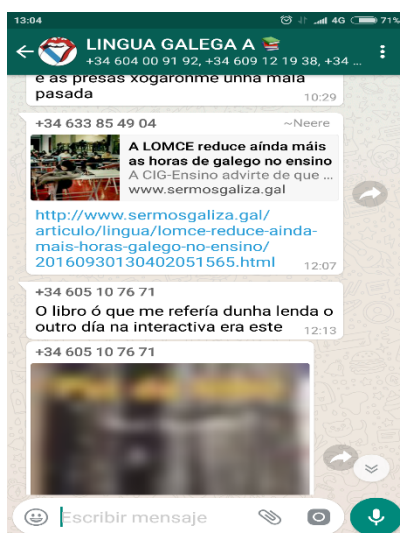 13:04
4G 71%
LINGUA GALEGA A
+34 604 00 91 92, +34 609 12 19 38, +34 ...
e as presas xogáronme unha mala
pasada
10:29
+34 633 85 49 04 ~Neere
A LOMCE reduce aínda máis
as horas de galego no ensino
A CIG-Ensino advirte de que ...
www.sermosgaliza.gal
http://www.sermosgaliza.gal/
articulo/lingua/lomce-reduce-ainda-
mais-horas-galego-no-ensino/
20160930130402051565.html
12:07
+34 605 10 76 71
O libro ó que me refería dunha lenda o
outro día na interactiva era este
12:13
+34 605 10 76 71
Escribir mensaje